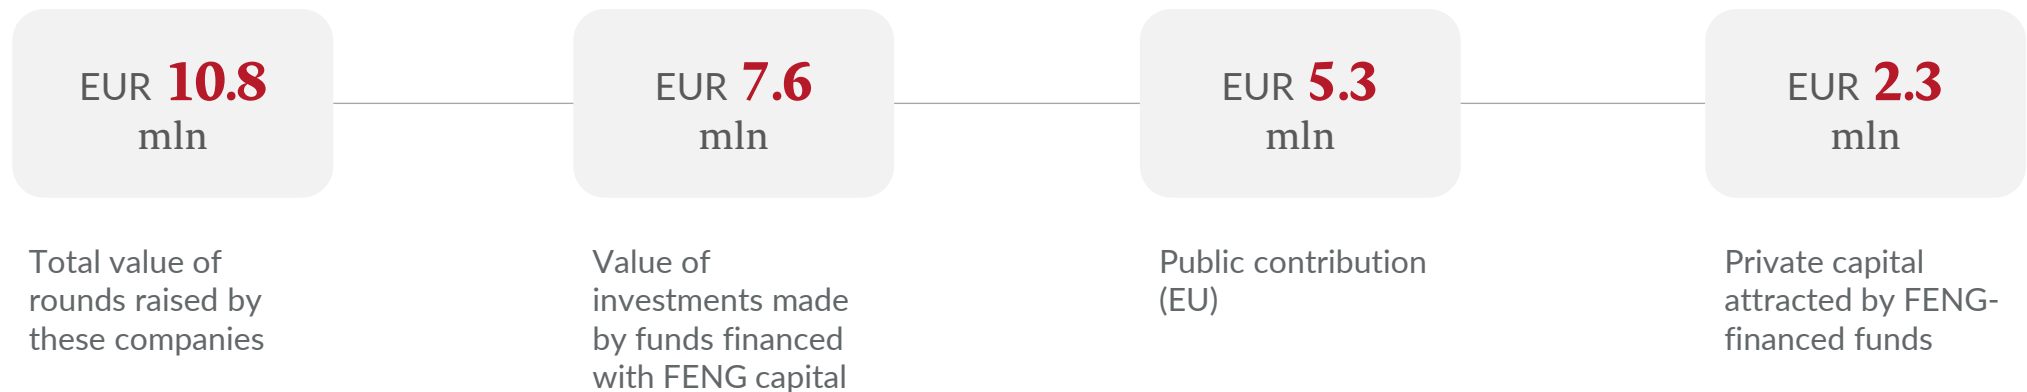 EUR 10.8
mln
Total value of
rounds raised by
these companies
EUR 7.6
mln
Value of
investments made
by funds financed
with FENG capital
EUR 5.3
mln
Public contribution
(EU)
EUR 2.3
mln
Private capital
attracted by FENG-
financed funds